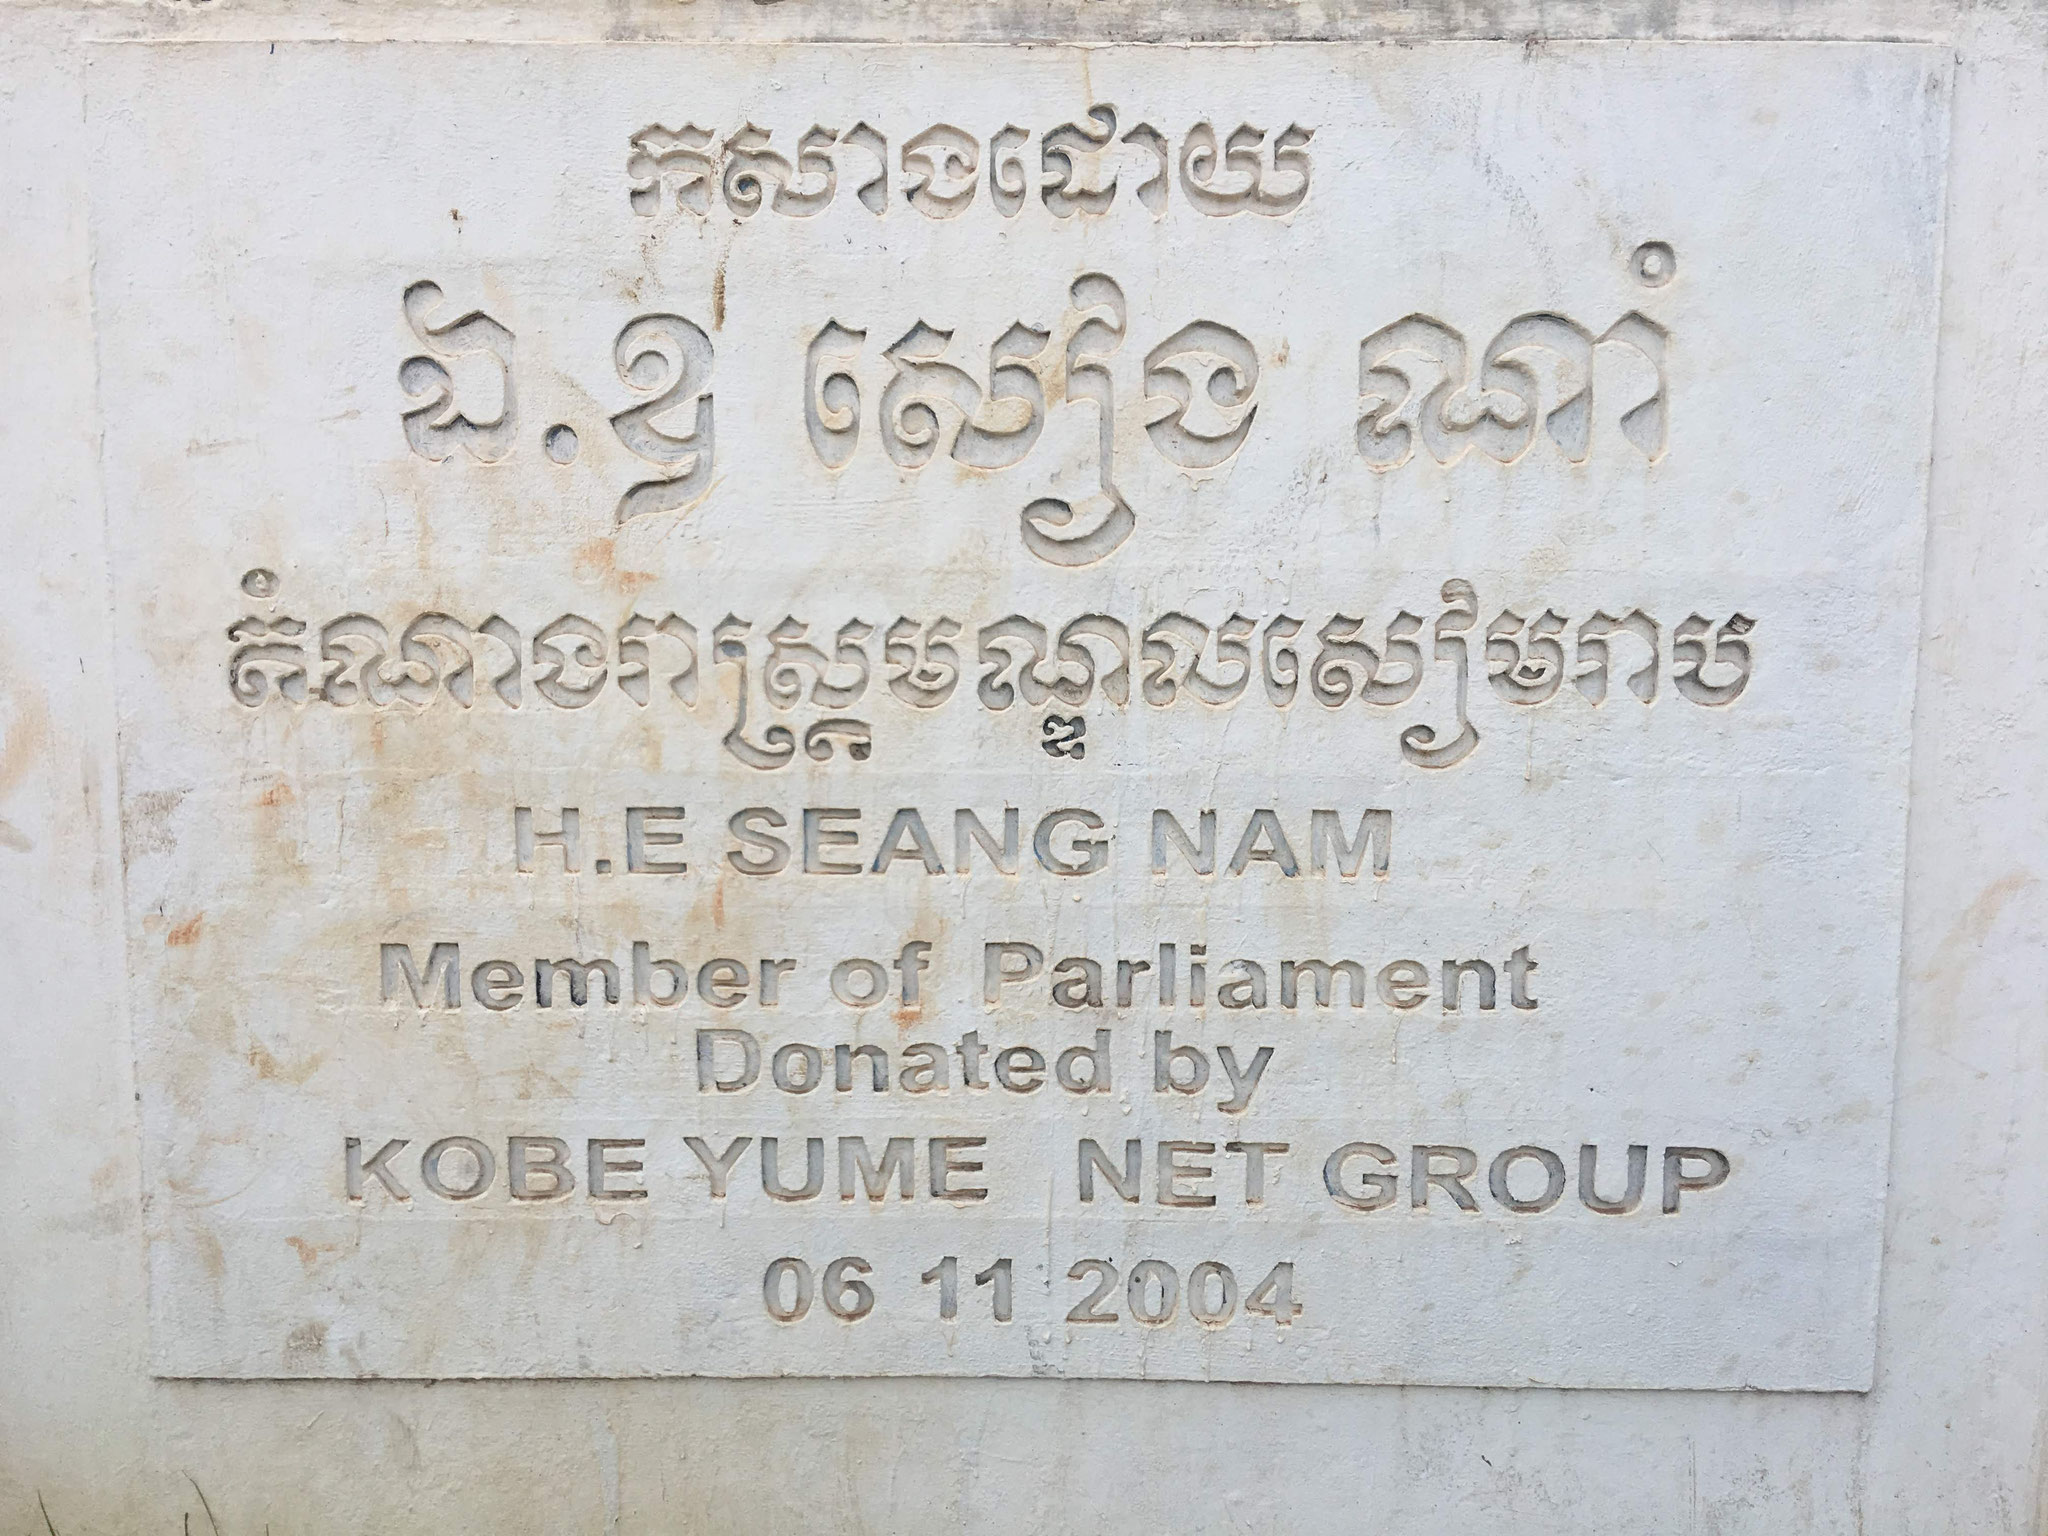 កសាងដោយ
ឯ.ឧ សៀង ណាំ
តំណាងរាស្ត្រមណ្ឌលសៀមរាប
H.E SEANG NAM
Member of Parliament
Donated by
KOBE YUME NET GROUP
06 11 2004